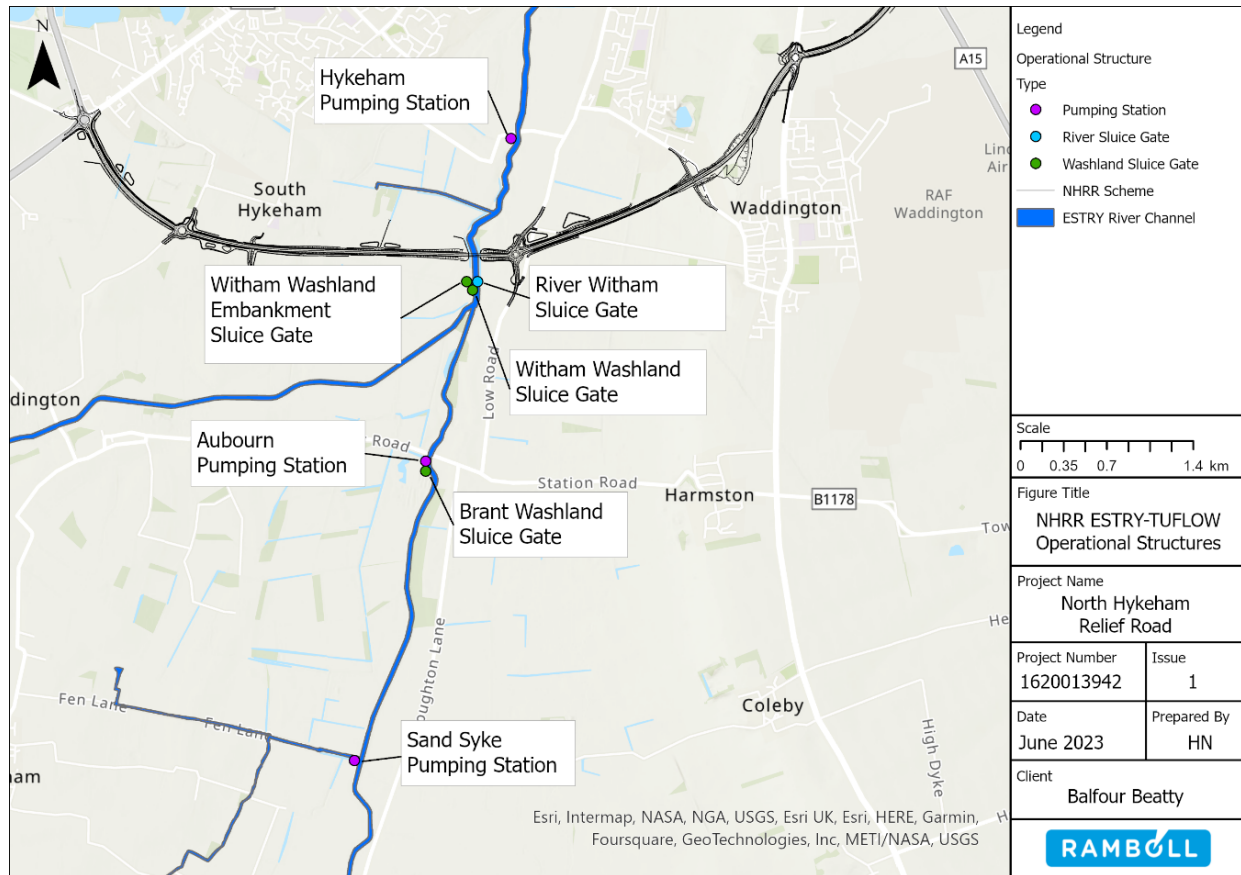 N
Hykeham
Pumping Station
A15
South
Hykeham
Waddington
RAF
Waddington
Witham Washland
Embankment
Sluice Gate
River Witham
Sluice Gate
Witham Washland
Sluice Gate
Low Road
dington
Aubourn
Pumping Station
Road
Station Road
Harmston
B1178
Brant Washland
Sluice Gate
oughton Lane
Fen Lane
Fen Lane
Coleby
High Dyke
Sand Syke
Pumping Station
am
Esri, Intermap, NASA, NGA, USGS, Esri UK, Esri, HERE, Garmin,
Foursquare, GeoTechnologies, Inc, METI/NASA, USGS
Legend
Operational Structure
Type
Pumping Station
River Sluice Gate
Washland Sluice Gate
NHRR Scheme
ESTRY River Channel
Scale
0 0.35 0.7 1.4 km
Figure Title
NHRR ESTRY-TUFLOW
Operational Structures
Project Name
North Hykeham
Relief Road
Project Number
1620013942
Issue
1
Date
June 2023
Prepared By
HN
Client
Balfour Beatty
RAMBOLL